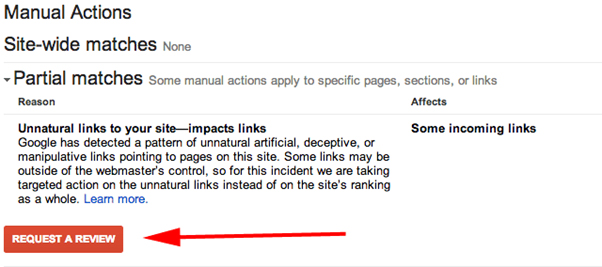 Manual Actions
Site-wide matches None
Partial matches Some manual actions apply to specific pages, sections, or links
Reason Affects
Unnatural links to your site—impacts links Some incoming links
Google has detected a pattern of unnatural artificial, deceptive, or
manipulative links pointing to pages on this site. Some links may be
outside of the webmaster's control, so for this incident we are taking
targeted action on the unnatural links instead of on the site's ranking
as a whole. Learn more.
REQUEST A REVIEW